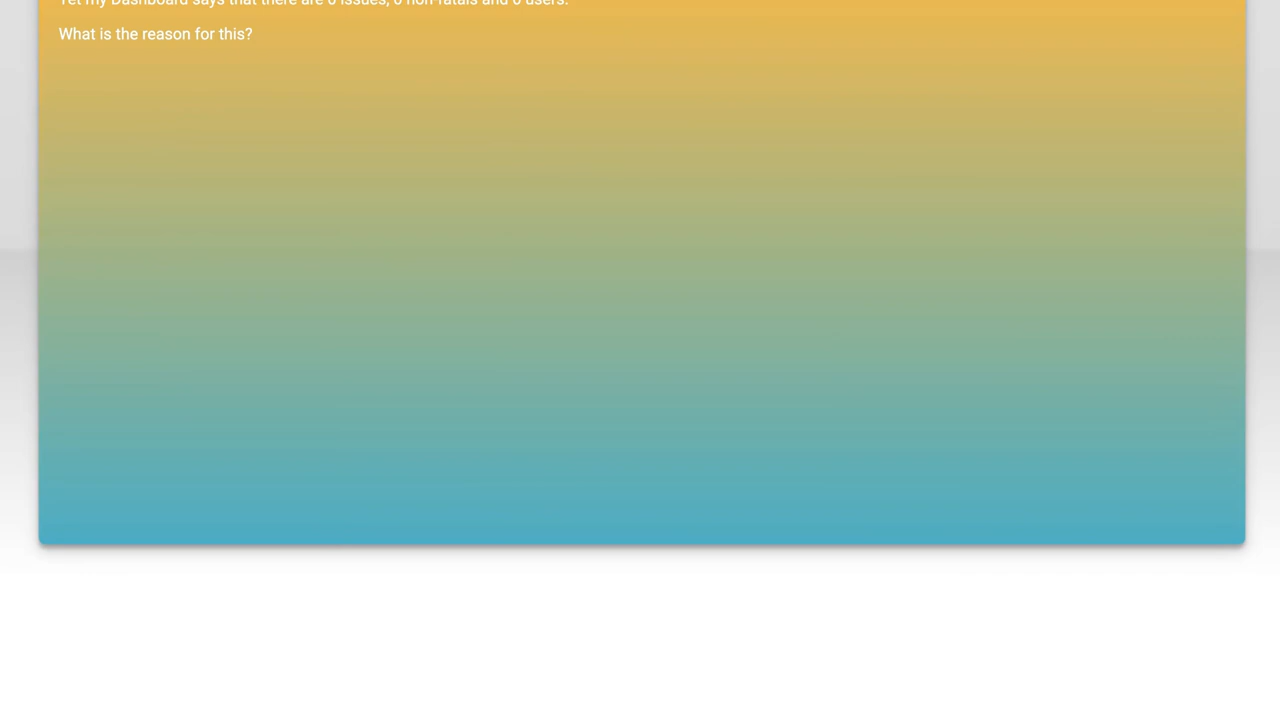 Yet my Dashboard says that there are 0 issues, 0 non-fatals and 0 users.
What is the reason for this?